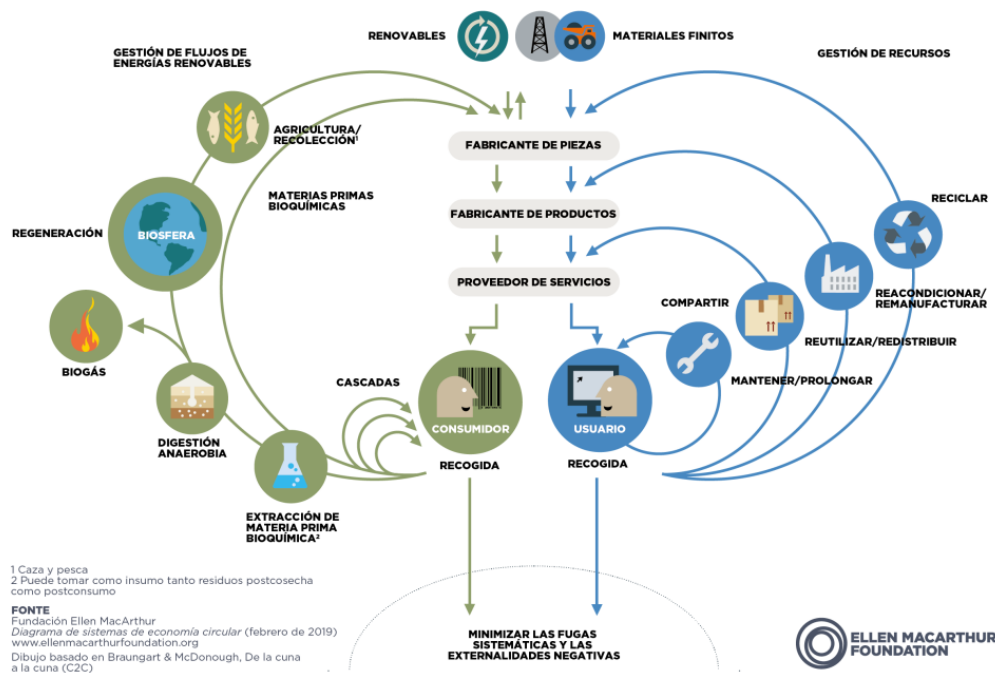 RENOVABLES
MATERIALES FINITOS
GESTIÓN DE FLUJOS DE
ENERGÍAS RENOVABLES
GESTIÓN DE RECURSOS
AGRICULTURA/
RECOLECCIÓN¹
FABRICANTE DE PIEZAS
MATERIAS PRIMAS
BIOQUÍMICAS
RECICLAR
FABRICANTE DE PRODUCTOS
REGENERACIÓN
BIOSFERA
PROVEEDOR DE SERVICIOS
REACONDICIONAR/
REMANUFACTURAR
COMPARTIR
REUTILIZAR/REDISTRIBUIR
BIOGÁS
CASCADAS
MANTENER/PROLONGAR
CONSUMIDOR
USUARIO
DIGESTIÓN
ANAEROBIA
RECOGIDA
RECOGIDA
EXTRACCIÓN DE
MATERIA PRIMA
BIOQUÍMICA²
1 Caza y pesca
2 Puede tomar como insumo tanto residuos postcosecha
como postconsumo
FONTE
Fundación Ellen MacArthur
Diagrama de sistemas de economía circular (febrero de 2019)
www.ellenmacarthurfoundation.org
Dibujo basado en Braungart & McDonough, De la cuna
a la cuna (C2C)
MINIMIZAR LAS FUGAS
SISTEMÁTICAS Y LAS
EXTERNALIDADES NEGATIVAS
ELLEN MACARTHUR
FOUNDATION